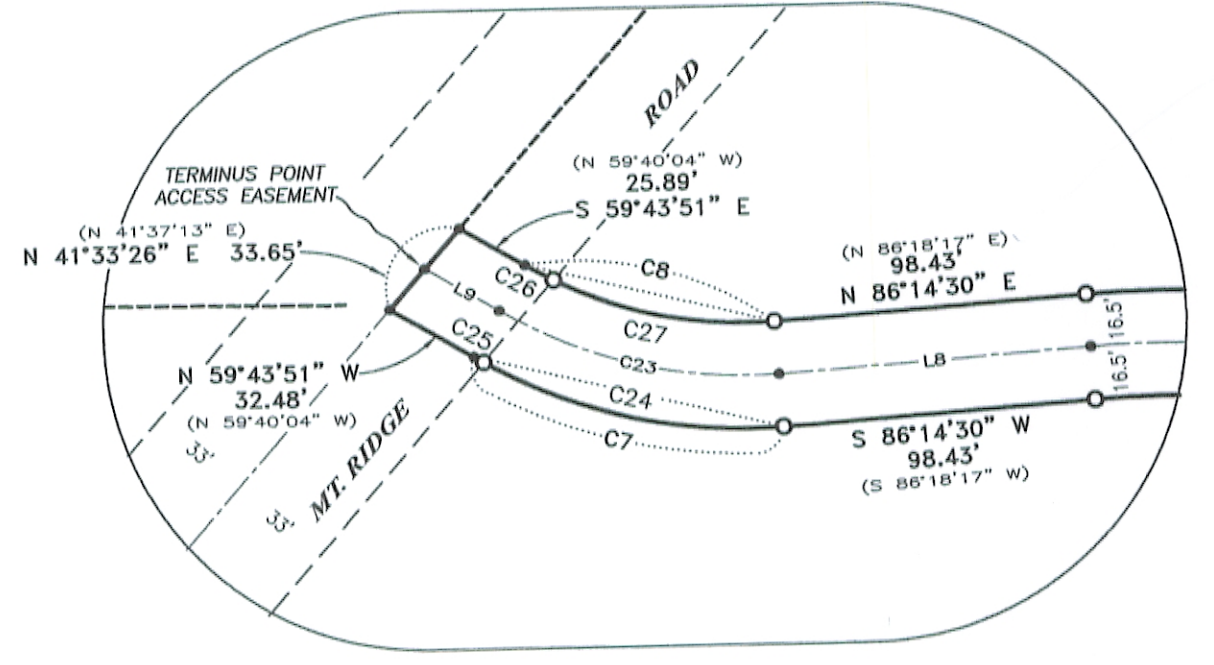 ROAD
(N 59°40'04" W)
25.89'
S 59°43'51" E
TERMINUS POINT
ACCESS EASEMENT
(N 41°37'13" E)
N 41°33'26" E 33.65'
(N 86°18'17" E)
98.43'
N 86°14'30" E
C8
C26
L9
C27
C25
C23
L8
16.5'
16.5'
N 59°43'51" W
32.48'
(N 59°40'04" W)
C24
C7
S 86°14'30" W
98.43'
(S 86°18'17" W)
33'
33'
MT. RIDGE